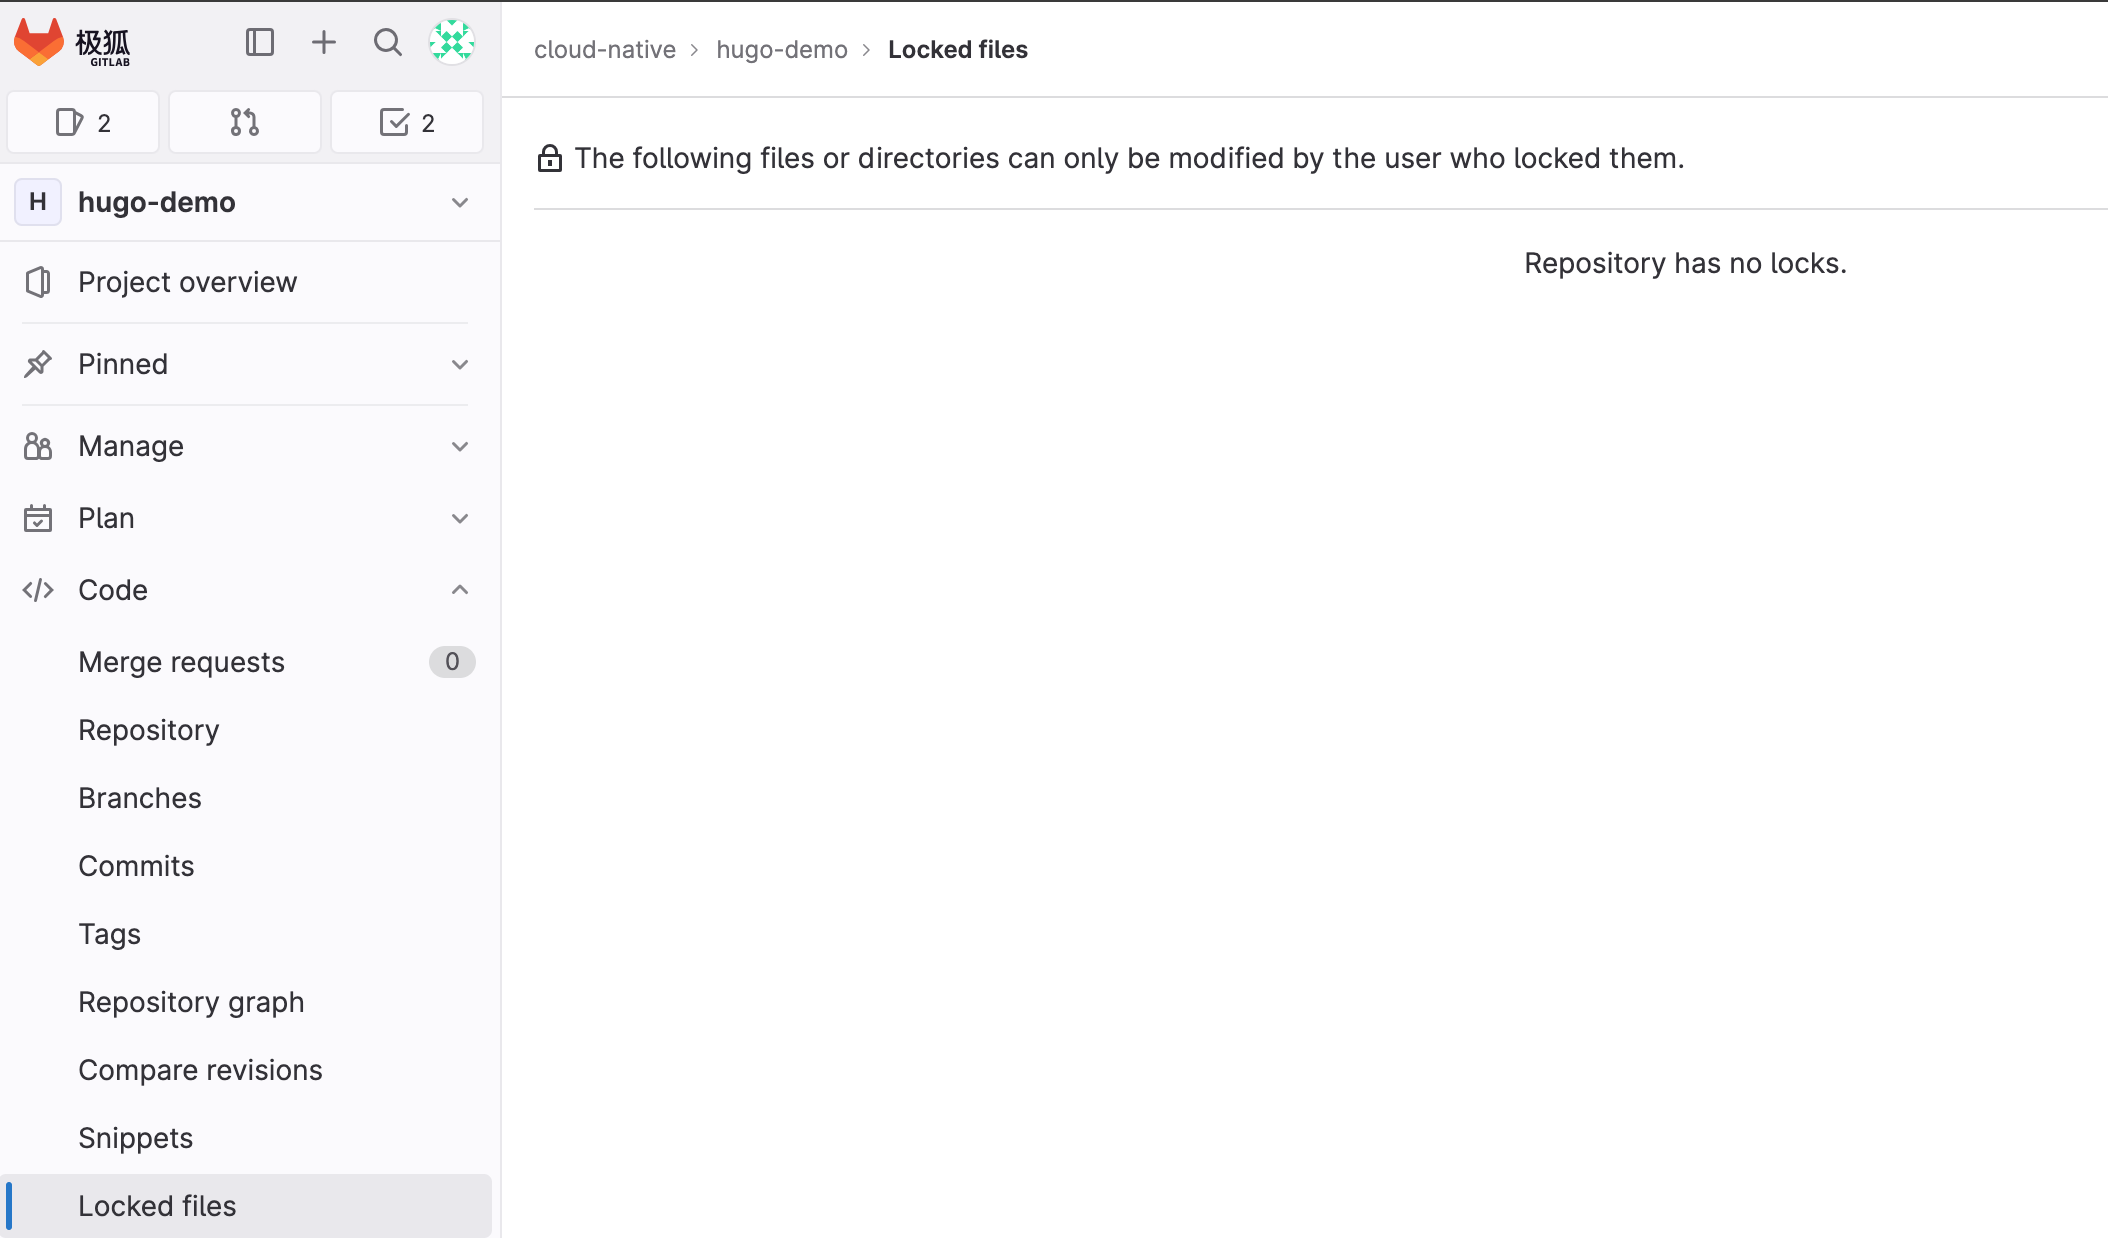 极狐
GITLAB
2
2
H
hugo-demo
Project overview
Pinned
Manage
Plan
Code
Merge requests
0
Repository
Branches
Commits
Tags
Repository graph
Compare revisions
Snippets
Locked files
cloud-native > hugo-demo > Locked files
The following files or directories can only be modified by the user who locked them.
Repository has no locks.